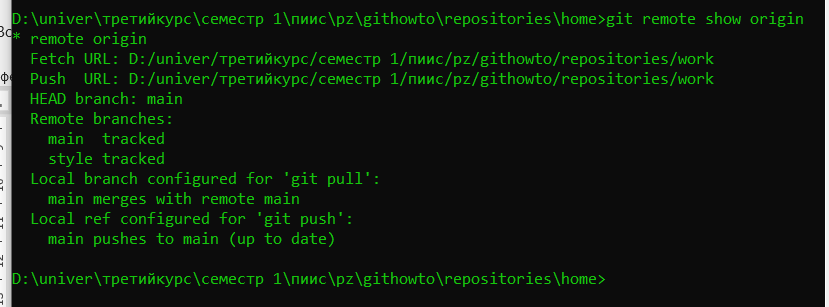 D:\univer\третийкурс\семестр 1\пиис\pz\githowto\repositories\home>git remote show origin
* remote origin
  Fetch URL: D:/univer/третийкурс/семестр 1/пиис/pz/githowto/repositories/work
  Push  URL: D:/univer/третийкурс/семестр 1/пиис/pz/githowto/repositories/work
  HEAD branch: main
  Remote branches:
    main  tracked
    style tracked
  Local branch configured for 'git pull':
    main merges with remote main
  Local ref configured for 'git push':
    main pushes to main (up to date)
D:\univer\третийкурс\семестр 1\пиис\pz\githowto\repositories\home>